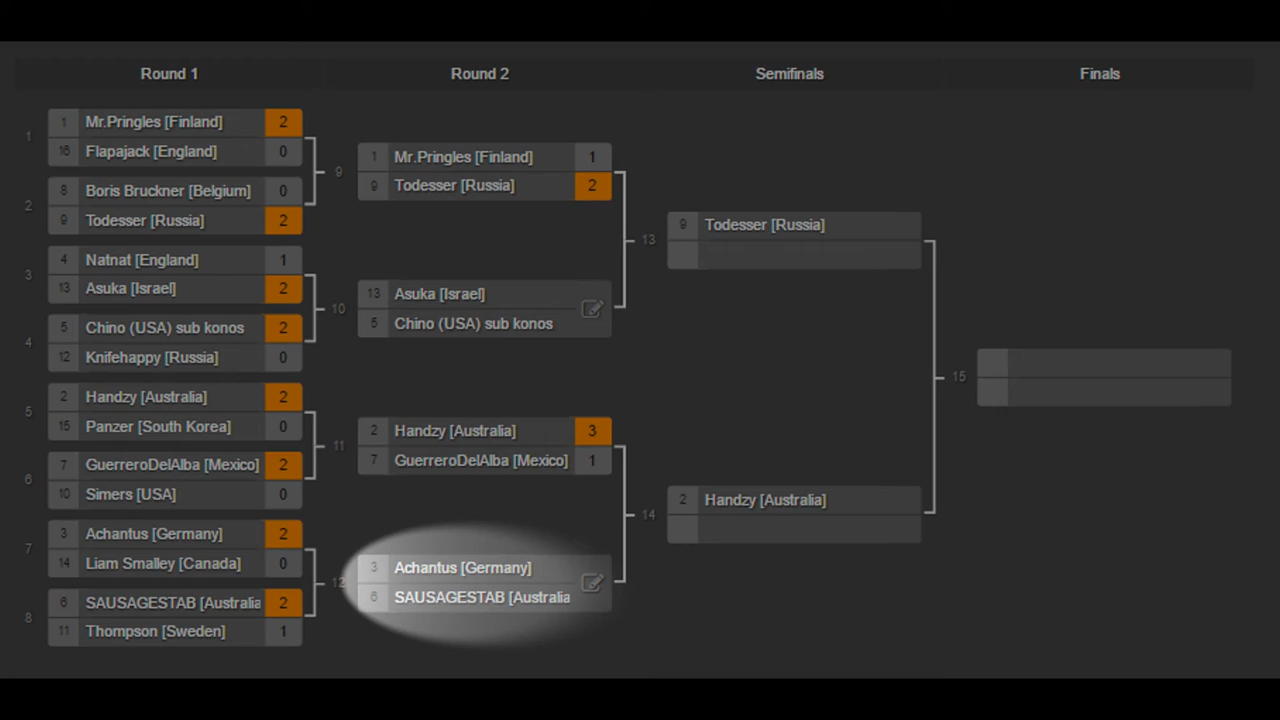 Round 1
Round 2
Semifinals
Finals
1
1 Mr.Pringles [Finland] 2
16 Flapajack [England] 0
2
8 Boris Bruckner [Belgium] 0
9 Todesser [Russia] 2
3
4 Natnat [England] 1
13 Asuka [Israel] 2
4
5 Chino (USA) sub konos 2
12 Knifehappy [Russia] 0
5
2 Handzy [Australia] 2
15 Panzer [South Korea] 0
6
7 GuerreroDelAlba [Mexico] 2
10 Simers [USA] 0
7
3 Achantus [Germany] 2
14 Liam Smalley [Canada] 0
8
6 SAUSAGESTAB [Australia 2
11 Thompson [Sweden] 1
9
1 Mr.Pringles [Finland] 1
9 Todesser [Russia] 2
10
13 Asuka [Israel]
5 Chino (USA) sub konos
11
2 Handzy [Australia] 3
7 GuerreroDelAlba [Mexico] 1
12
3 Achantus [Germany]
6 SAUSAGESTAB [Australia
13
9 Todesser [Russia]
14
2 Handzy [Australia]
15